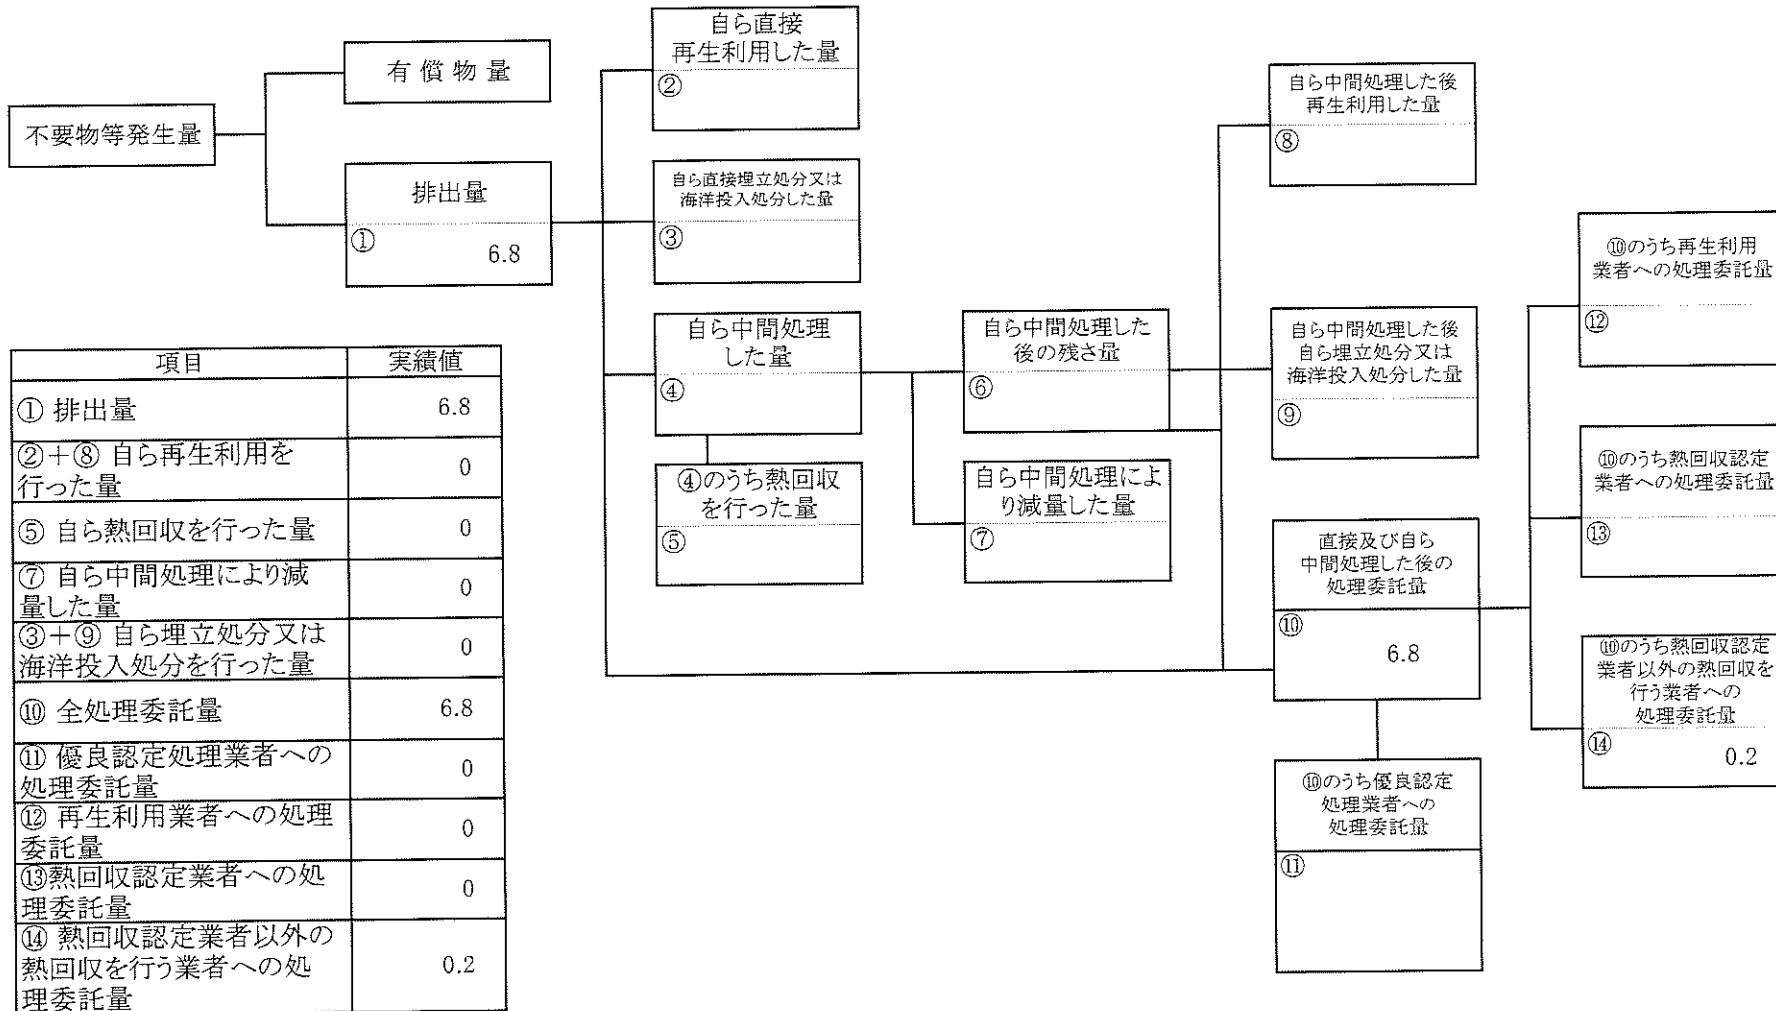 不要物等発生量
有 償 物 量
排出量
①
6.8
自ら直接
再生利用した量
②
自ら直接埋立処分又は
海洋投入処分した量
③
自ら中間処理
した量
④
④のうち熱回収
を行った量
⑤
自ら中間処理した
後の残さ量
⑥
自ら中間処理によ
り減量した量
⑦
自ら中間処理した後
再生利用した量
⑧
自ら中間処理した後
自ら埋立処分又は
海洋投入処分した量
⑨
直接及び自ら
中間処理した後の
処理委託量
⑩
6.8
⑩のうち優良認定
処理業者への
処理委託量
⑪
⑩のうち再生利用
業者への処理委託量
⑫
⑩のうち熱回収認定
業者への処理委託量
⑬
⑩のうち熱回収認定
業者以外の熱回収を
行う業者への
処理委託量
⑭
0.2
項目 実績値
① 排出量 6.8
②+⑧ 自ら再生利用を
行った量 0
⑤ 自ら熱回収を行った量 0
⑦ 自ら中間処理により減
量した量 0
③+⑨ 自ら埋立処分又は
海洋投入処分を行った量 0
⑩ 全処理委託量 6.8
⑪ 優良認定処理業者への
処理委託量 0
⑫ 再生利用業者への処理
委託量 0
⑬熱回収認定業者への処
理委託量 0
⑭ 熱回収認定業者以外の
熱回収を行う業者への処
理委託量 0.2